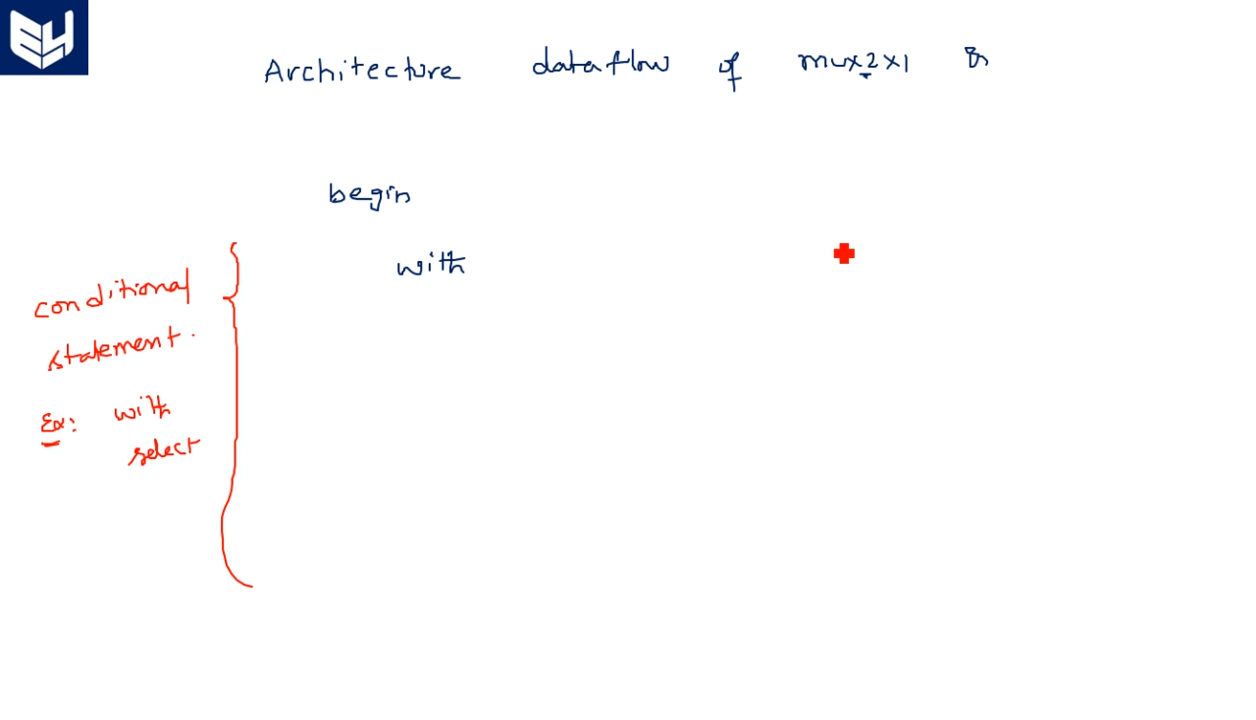 Architecture dataflow of mux2x1 is
begin
with
conditional
statement.
Ex: with
select